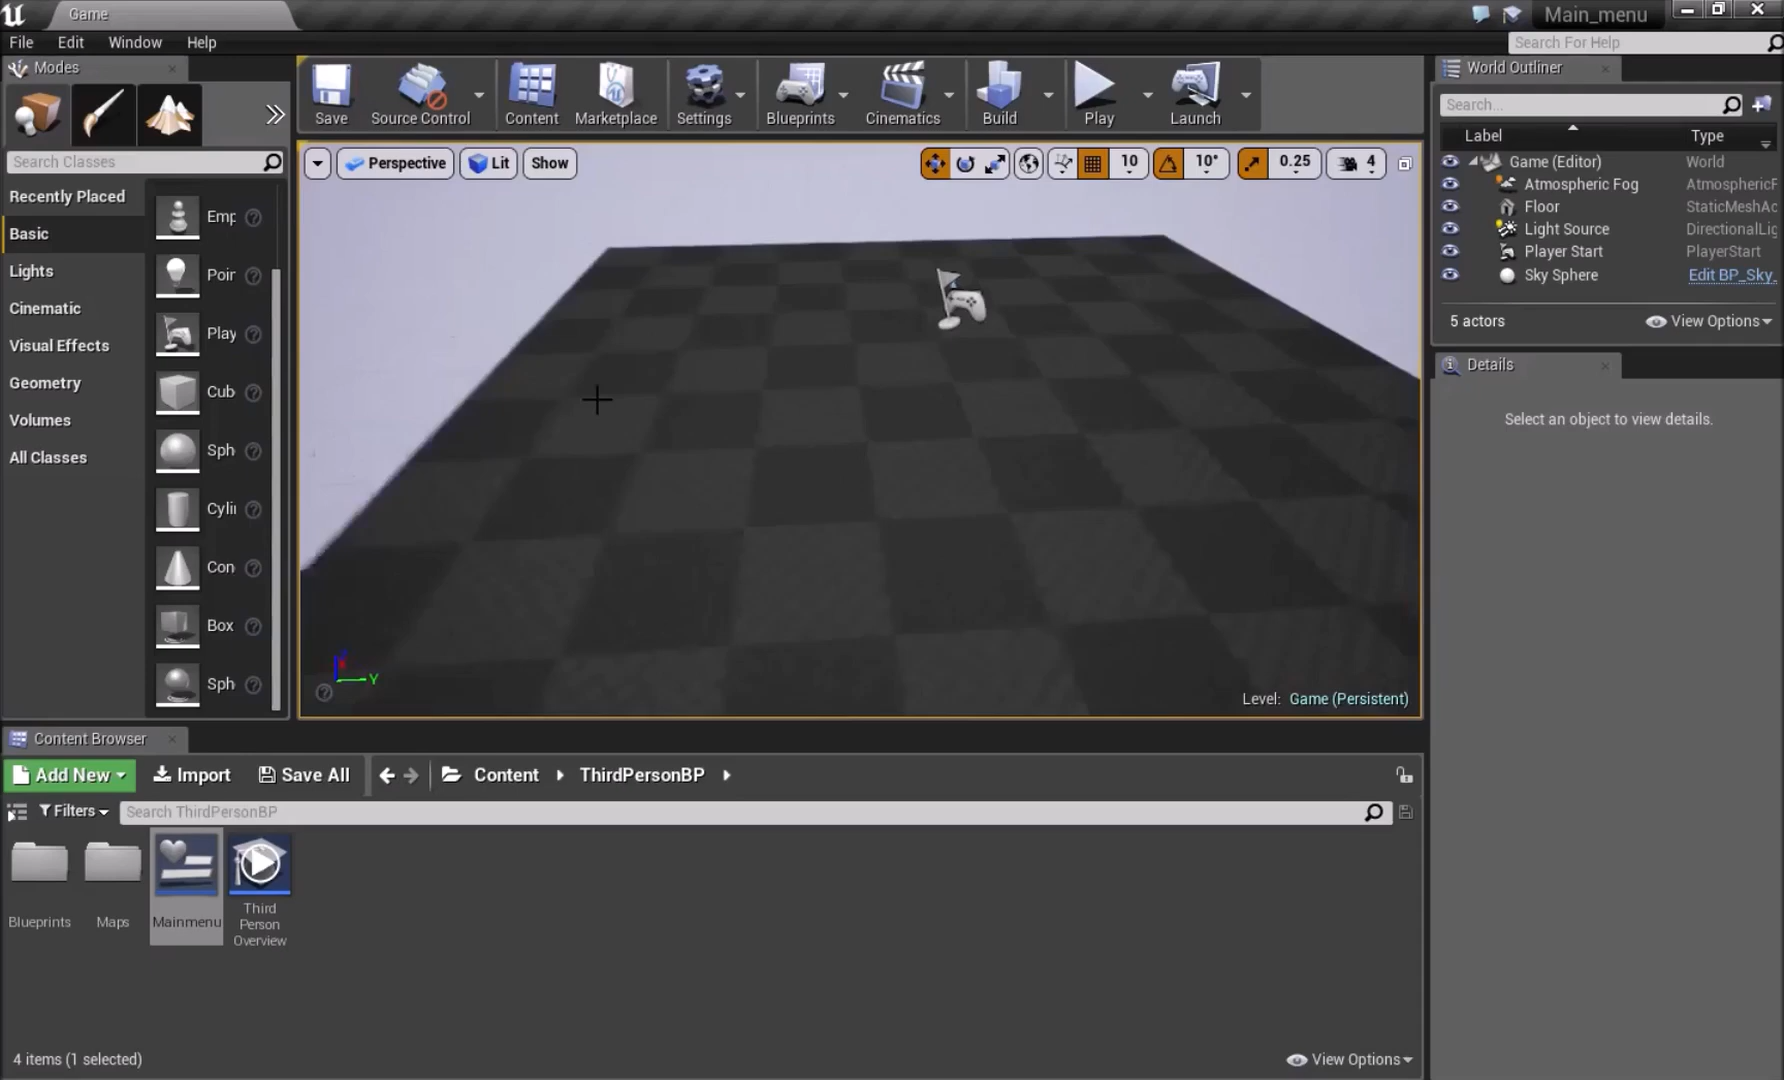 Game
Main_menu
File Edit Window Help
Search For Help
Modes
Save
Source Control
Content
Marketplace
Settings
Blueprints
Cinematics
Build
Play
Launch
World Outliner
Search...
Label Type
Search Classes
Perspective Lit Show
10 10° 0.25 4
Game (Editor) World
Atmospheric Fog AtmosphericF
Floor StaticMeshAc
Light Source DirectionalLig
Player Start PlayerStart
Sky Sphere Edit BP_Sky_
5 actors View Options
Recently Placed
Basic
Lights
Cinematic
Visual Effects
Geometry
Volumes
All Classes
Emp
Poir
Play
Cub
Sph
Cylii
Con
Box
Sph
Details
Select an object to view details.
Y
Level: Game (Persistent)
Content Browser
Add New Import Save All Content ThirdPersonBP
Filters Search ThirdPersonBP
Blueprints
Maps
Mainmenu
Third
Person
Overview
4 items (1 selected)
View Options